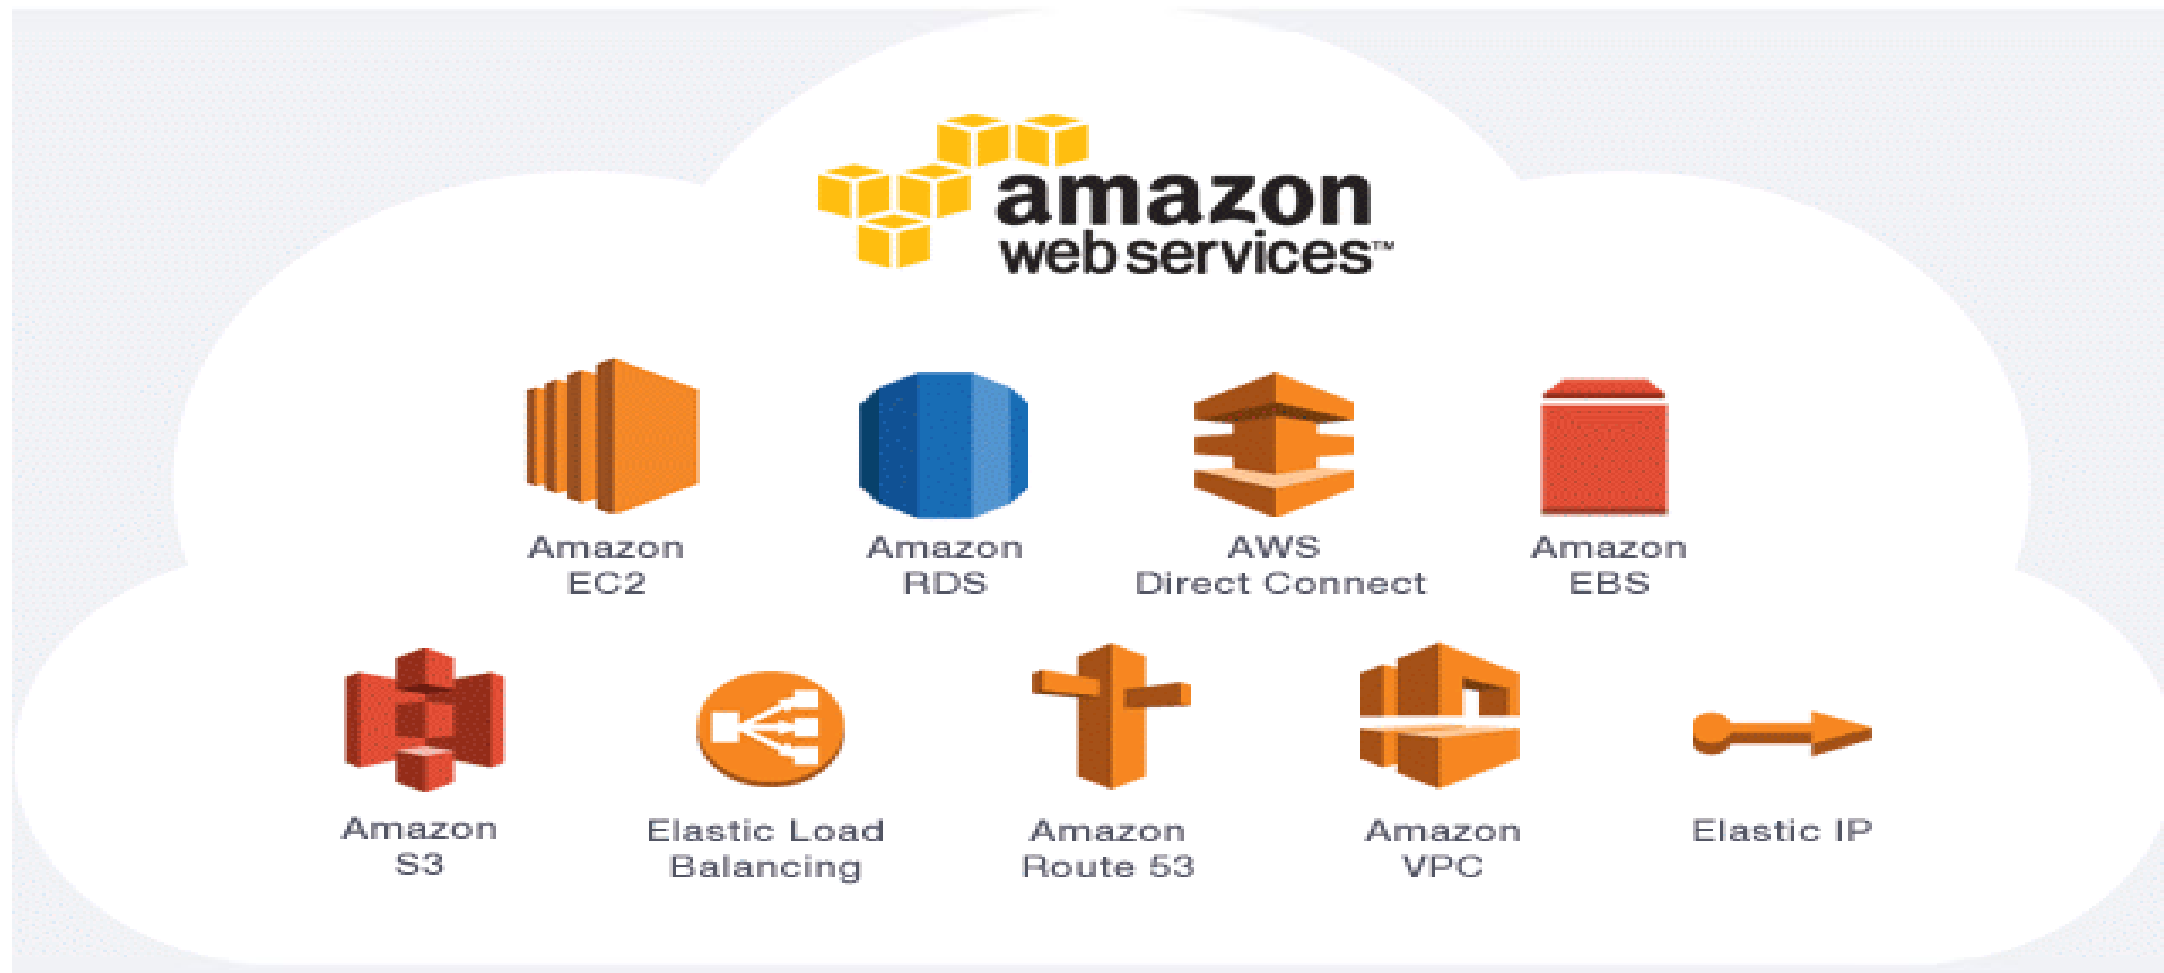 amazon
web services™
Amazon
EC2
Amazon
RDS
AWS
Direct Connect
Amazon
EBS
Amazon
S3
Elastic Load
Balancing
Amazon
Route 53
Amazon
VPC
Elastic IP